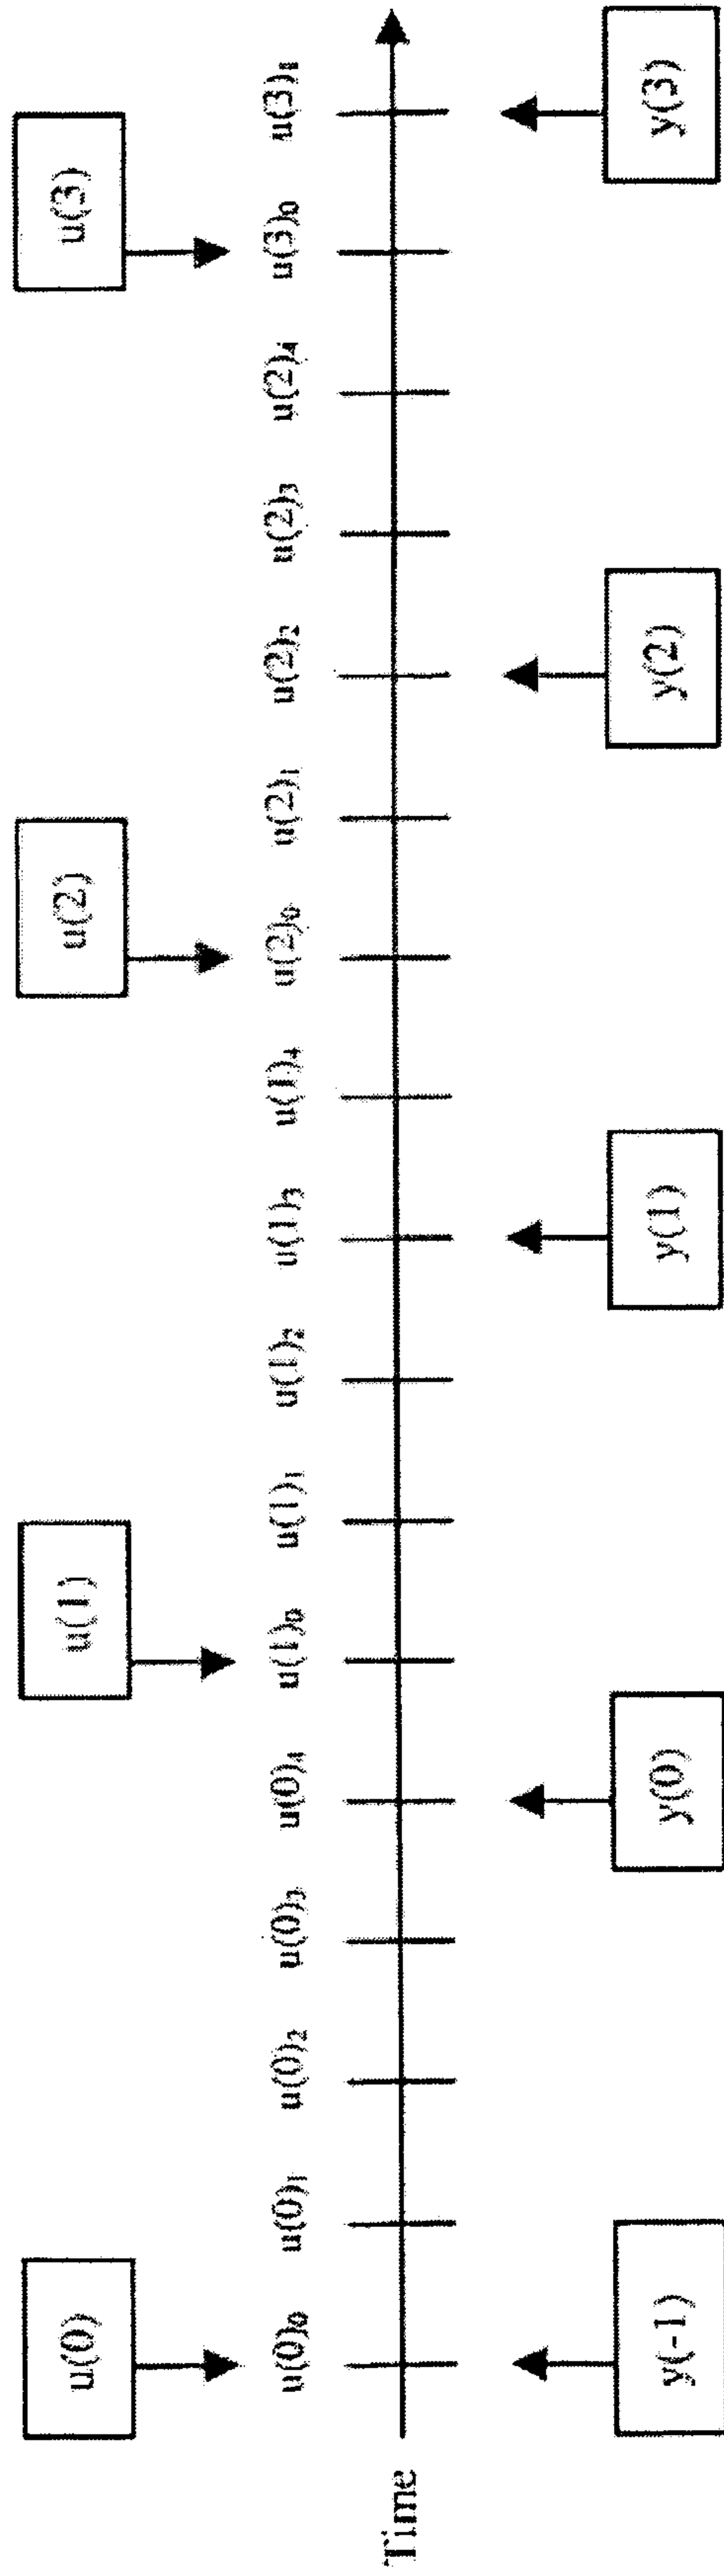 u(0)
u(1)
u(2)
u(3)
u(0)₀ u(0)₁ u(0)₂ u(0)₃ u(0)₄ u(1)₀ u(1)₁ u(1)₂ u(1)₃ u(1)₄ u(2)₀ u(2)₁ u(2)₂ u(2)₃ u(2)₄ u(3)₀ u(3)₁
Time
y(-1)
y(0)
y(1)
y(2)
y(3)